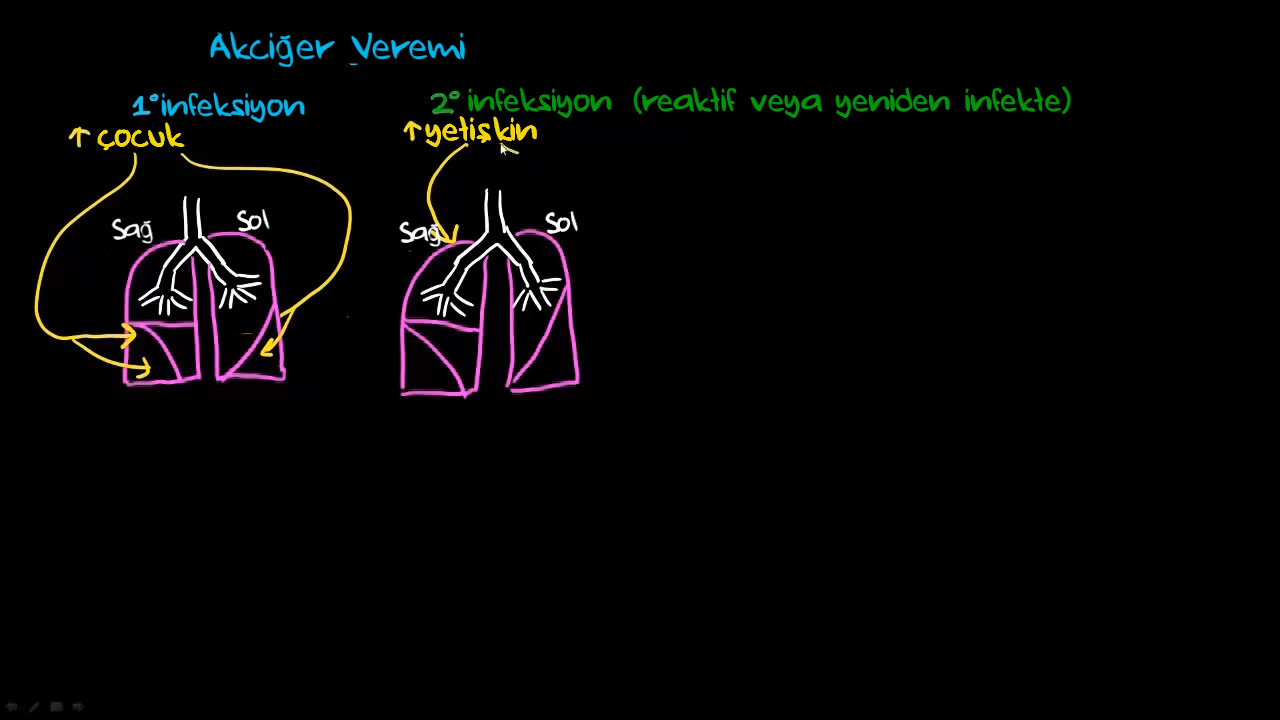 Akciğer Veremi
1° infeksiyon
2° infeksiyon (reaktif veya yeniden infekte)
↑ çocuk
↑ yetişkin
Sağ
Sol
Sağ
Sol